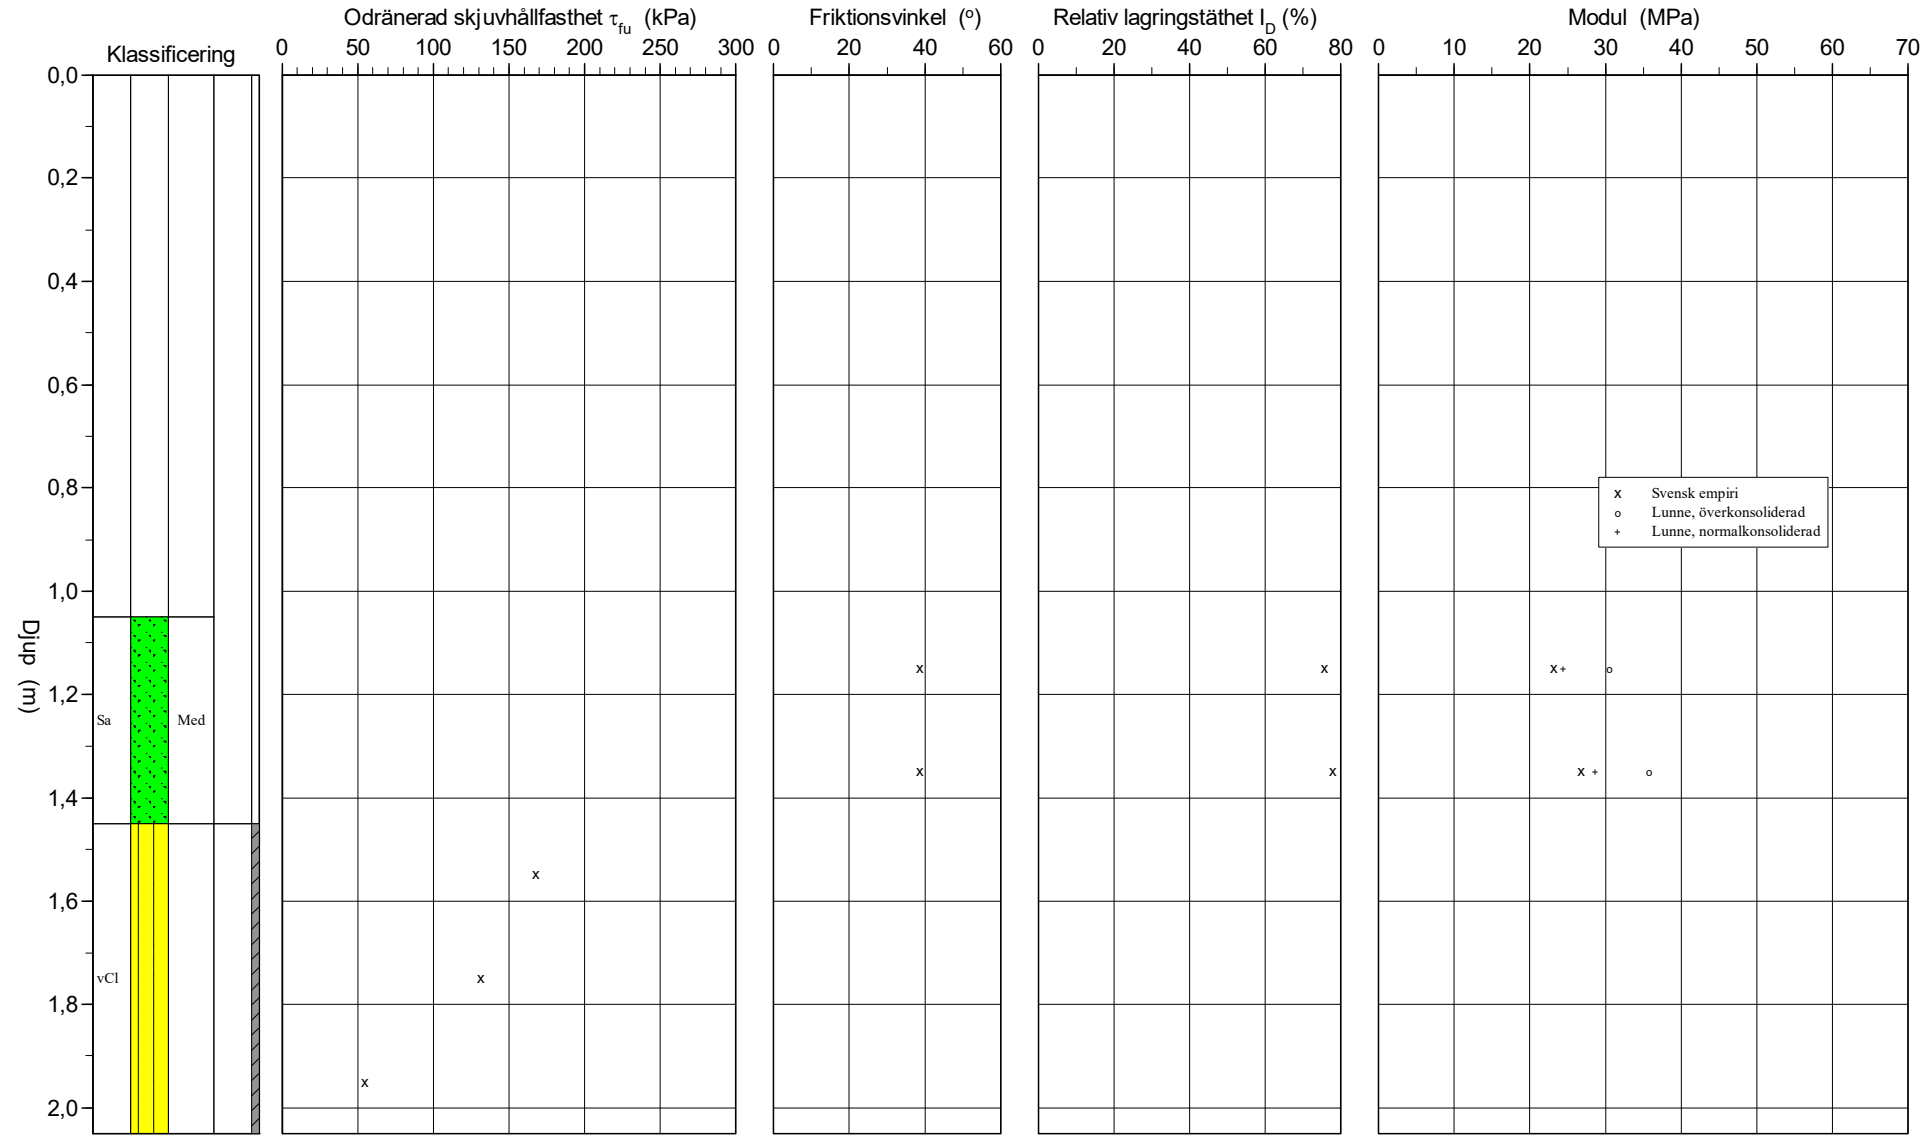 Odränerad skjuvhållfasthet τfu (kPa)
Friktionsvinkel (o)
Relativ lagringstäthet ID (%)
Modul (MPa)
Klassificering
0 50 100 150 200 250 300
0 20 40 60
0 20 40 60 80
0 10 20 30 40 50 60 70
0,0
0,2
0,4
0,6
0,8
1,0
1,2
1,4
1,6
1,8
2,0
Djup (m)
x Svensk empiri
o Lunne, överkonsoliderad
+ Lunne, normalkonsoliderad
Sa Med
vCl